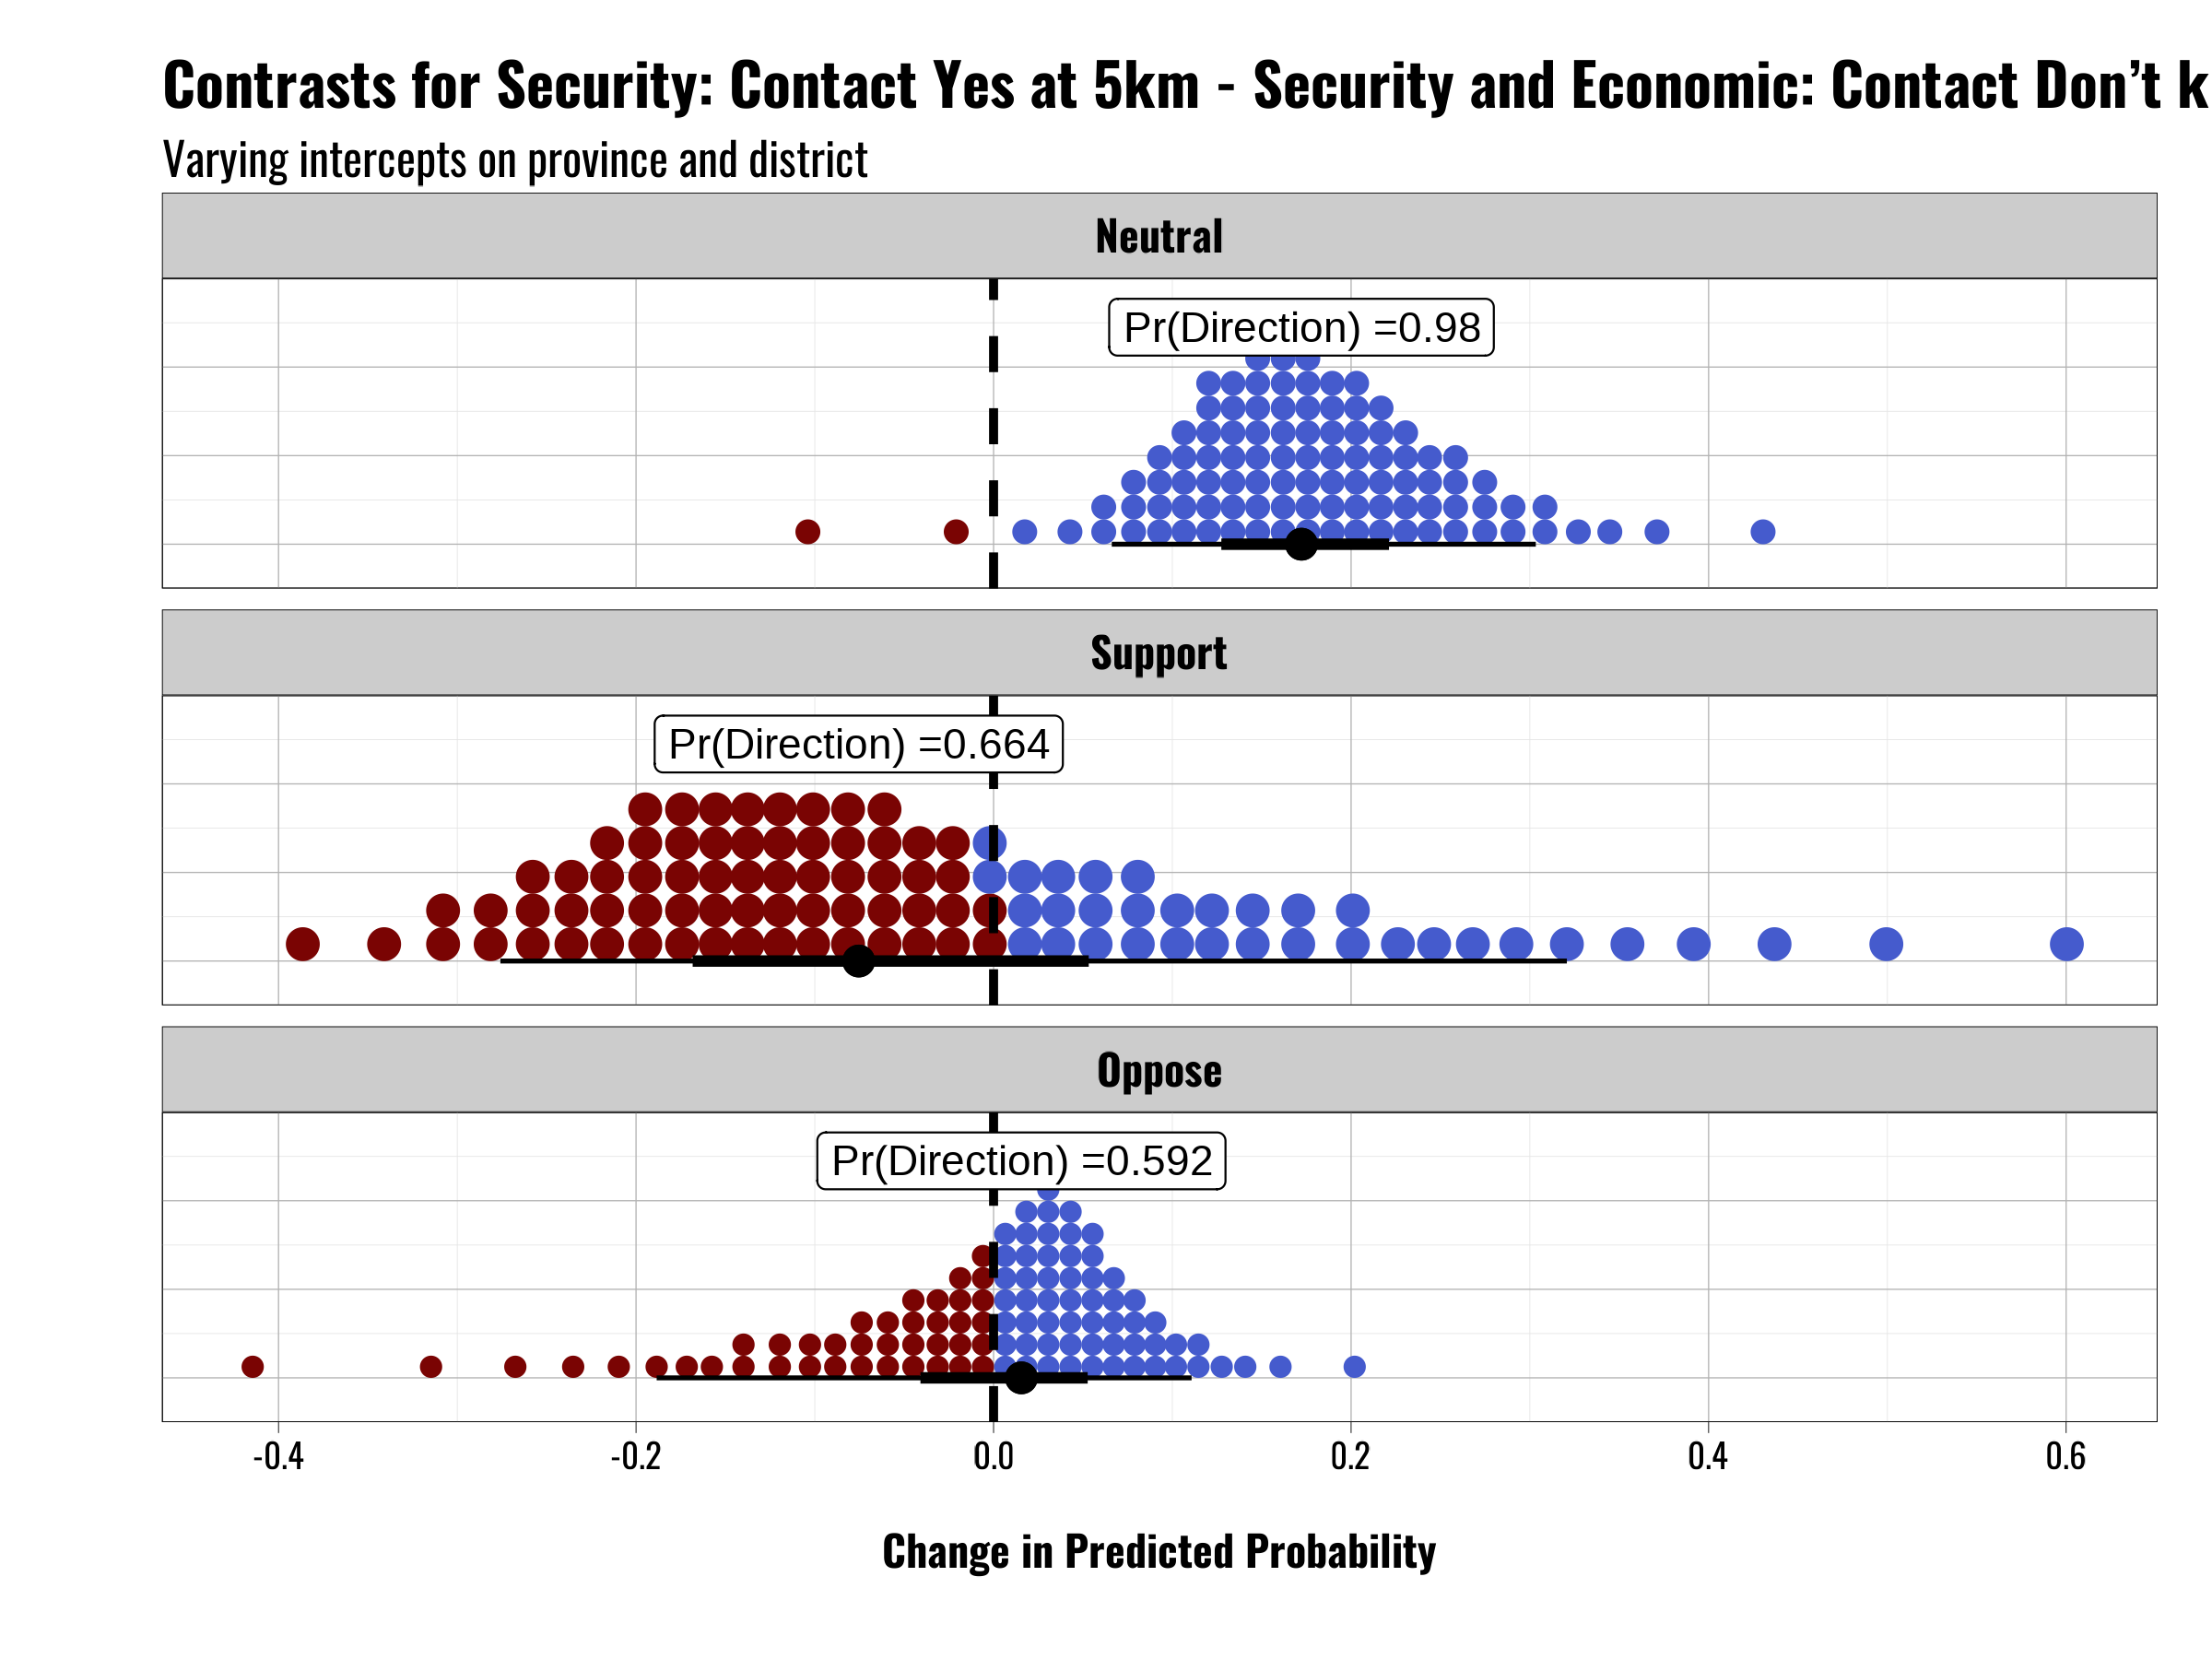 Contrasts for Security: Contact Yes at 5km - Security and Economic: Contact Don’t k
Varying intercepts on province and district
Neutral
Pr(Direction) =0.98
Support
Pr(Direction) =0.664
Oppose
Pr(Direction) =0.592
-0.4 -0.2 0.0 0.2 0.4 0.6
Change in Predicted Probability